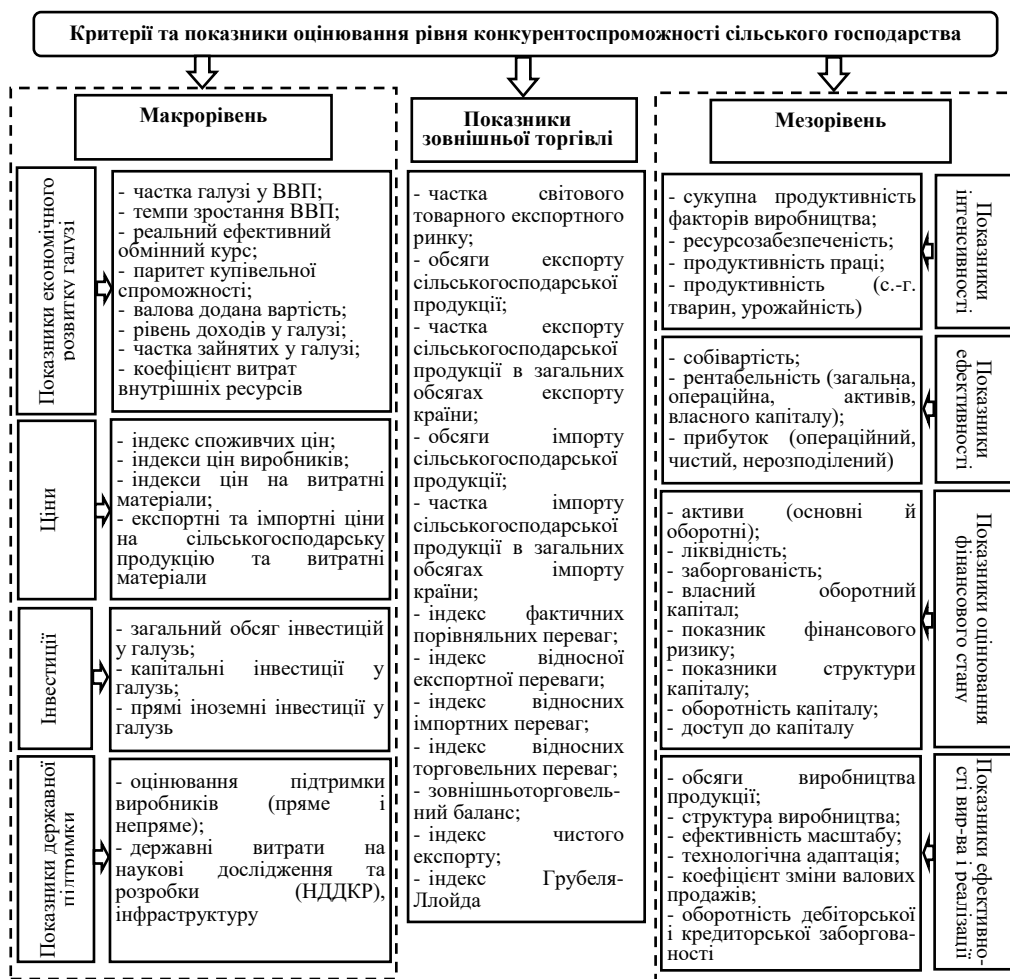 Критерії та показники оцінювання рівня конкурентоспроможності сільського господарства
Макрорівень
Показники економічного
розвитку галузі
- частка галузі у ВВП;
- темпи зростання ВВП;
- реальний ефективний
обмінний курс;
- паритет купівельної
спроможності;
- валова додана вартість;
- рівень доходів у галузі;
- частка зайнятих у галузі;
- коефіцієнт витрат
внутрішніх ресурсів
Ціни
- індекс споживчих цін;
- індекси цін виробників;
- індекси цін на витратні
матеріали;
- експортні та імпортні ціни
на сільськогосподарську
продукцію та витратні
матеріали
Інвестиції
- загальний обсяг інвестицій
у галузь;
- капітальні інвестиції у
галузь;
- прямі іноземні інвестиції у
галузь
Показники державної
підтримки
- оцінювання підтримки
виробників (пряме і
непряме);
- державні витрати на
наукові дослідження та
розробки (НДДКР),
інфраструктуру
Показники
зовнішньої торгівлі
- частка світового
товарного експортного
ринку;
- обсяги експорту
сільськогосподарської
продукції;
- частка експорту
сільськогосподарської
продукції в загальних
обсягах експорту
країни;
- обсяги імпорту
сільськогосподарської
продукції;
- частка імпорту
сільськогосподарської
продукції в загальних
обсягах імпорту
країни;
- індекс фактичних
порівняльних переваг;
- індекс відносної
експортної переваги;
- індекс відносних
імпортних переваг;
- індекс відносних
торговельних переваг;
- зовнішньоторговель-
ний баланс;
- індекс чистого
експорту;
- індекс Грубеля-
Ллойда
Мезорівень
- сукупна продуктивність
факторів виробництва;
- ресурсозабезпеченість;
- продуктивність праці;
- продуктивність (с.-г.
тварин, урожайність)
Показники
інтенсивності
- собівартість;
- рентабельність (загальна,
операційна, активів,
власного капіталу);
- прибуток (операційний,
чистий, нерозподілений)
Показники
ефективності
- активи (основні й
оборотні);
- ліквідність;
- заборгованість;
- власний оборотний
капітал;
- показник фінансового
ризику;
- показники структури
капіталу;
- оборотність капіталу;
- доступ до капіталу
Показники оцінювання
фінансового стану
- обсяги виробництва
продукції;
- структура виробництва;
- ефективність масштабу;
- технологічна адаптація;
- коефіцієнт зміни валових
продажів;
- оборотність дебіторської
і кредиторської заборгова-
ності
Показники ефективно-
сті вир-ва і реалізації